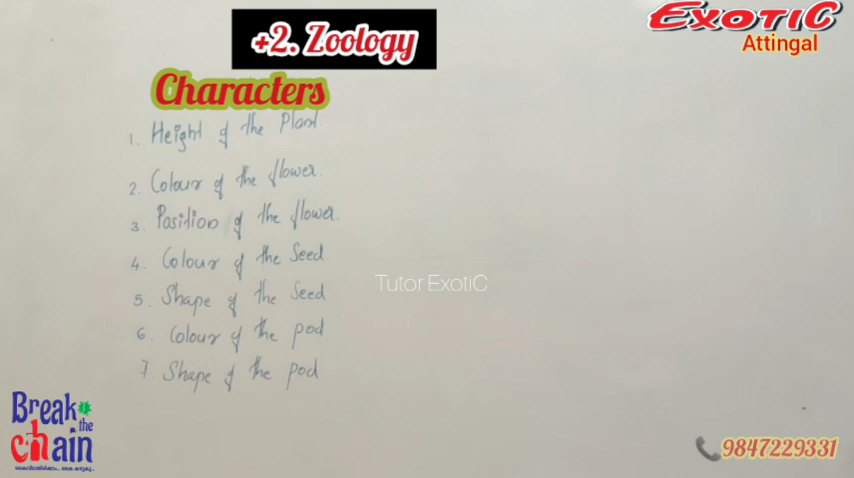 +2. Zoology
EXOTIC
Attingal
Characters
1. Height of the Plant.
2. Colour of the flower.
3. Position of the flower.
4. Colour of the Seed.
5. Shape of the Seed
6. Colour of the pod
7. Shape of the pod
Tutor ExotiC
Break
the
chain
9847229331